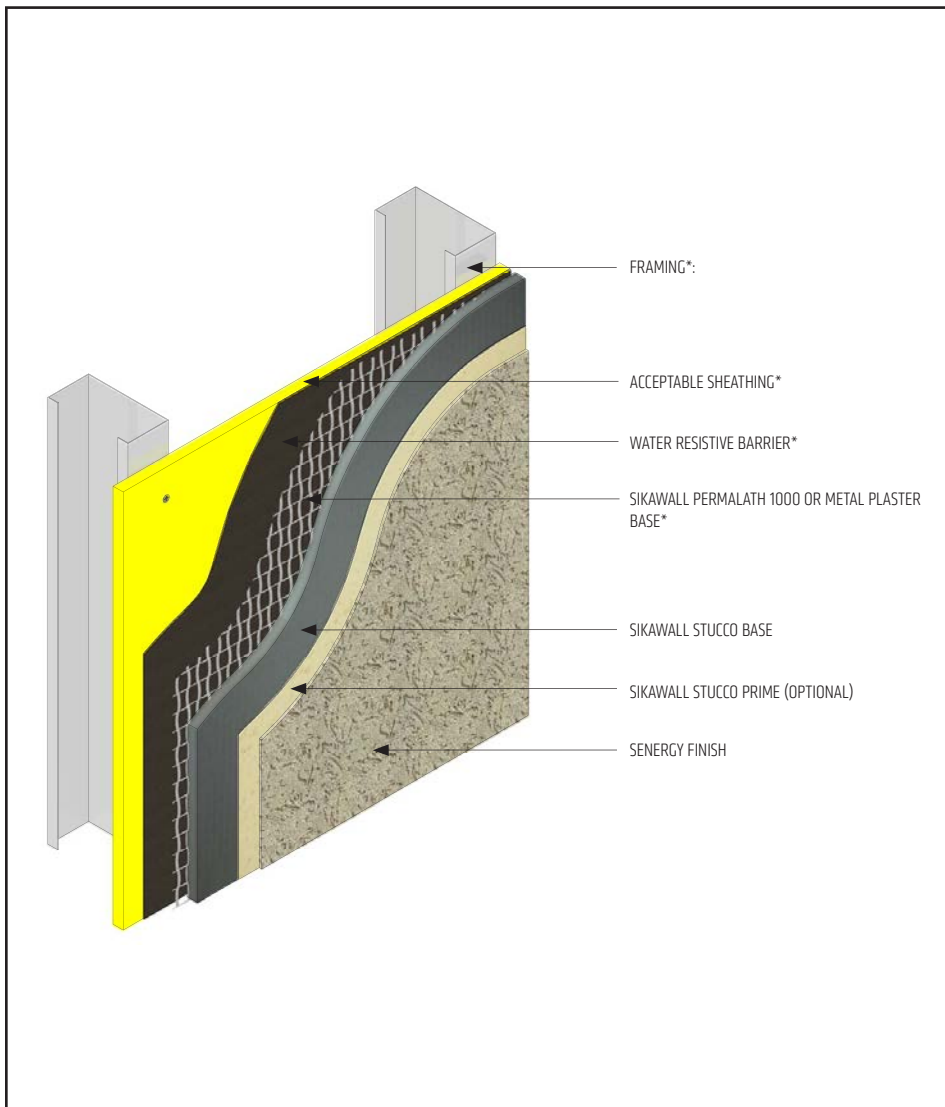 FRAMING*:
ACCEPTABLE SHEATHING*
WATER RESISTIVE BARRIER*
SIKAWALL PERMALATH 1000 OR METAL PLASTER
BASE*
SIKAWALL STUCCO BASE
SIKAWALL STUCCO PRIME (OPTIONAL)
SENERGY FINISH